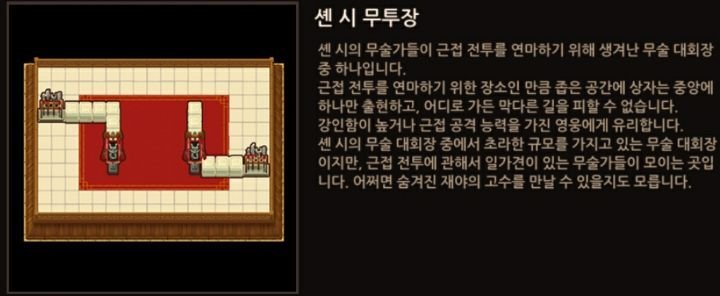 셴 시 무투장
셴 시의 무술가들이 근접 전투를 연마하기 위해 생겨난 무술 대회장
중 하나입니다.
근접 전투를 연마하기 위한 장소인 만큼 좁은 공간에 상자는 중앙에
하나만 출현하고, 어디로 가든 막다른 길을 피할 수 없습니다.
강인함이 높거나 근접 공격 능력을 가진 영웅에게 유리합니다.
셴 시의 무술 대회장 중에서 초라한 규모를 가지고 있는 무술 대회장
이지만, 근접 전투에 관해서 일가견이 있는 무술가들이 모이는 곳입
니다. 어쩌면 숨겨진 재야의 고수를 만날 수 있을지도 모릅니다.